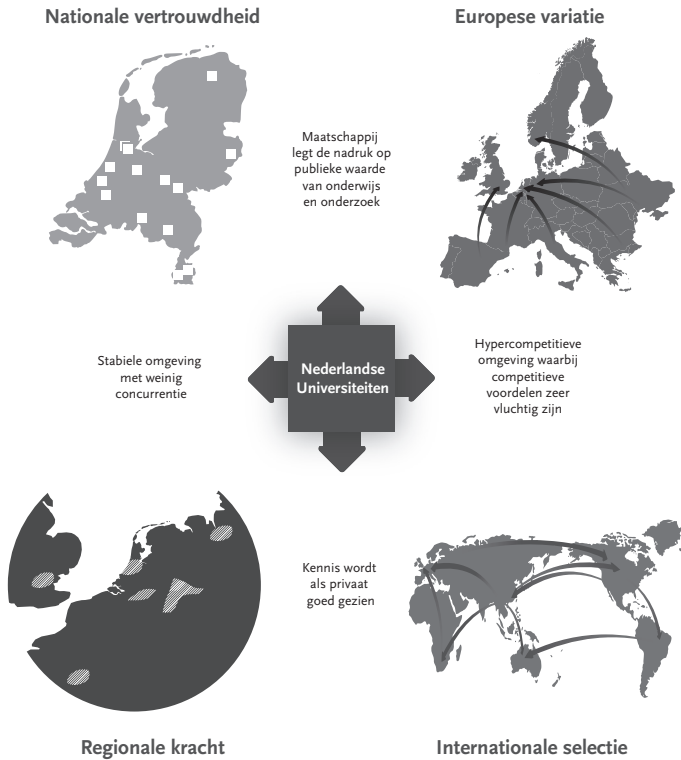 Nationale vertrouwdheid
Europese variatie
Maatschappij
legt de nadruk op
publieke waarde
van onderwijs
en onderzoek
Stabiele omgeving
met weinig
concurrentie
Nederlandse
Universiteiten
Hypercompetitieve
omgeving waarbij
competitieve
voordelen zeer
vluchtig zijn
Kennis wordt
als privaat
goed gezien
Regionale kracht
Internationale selectie